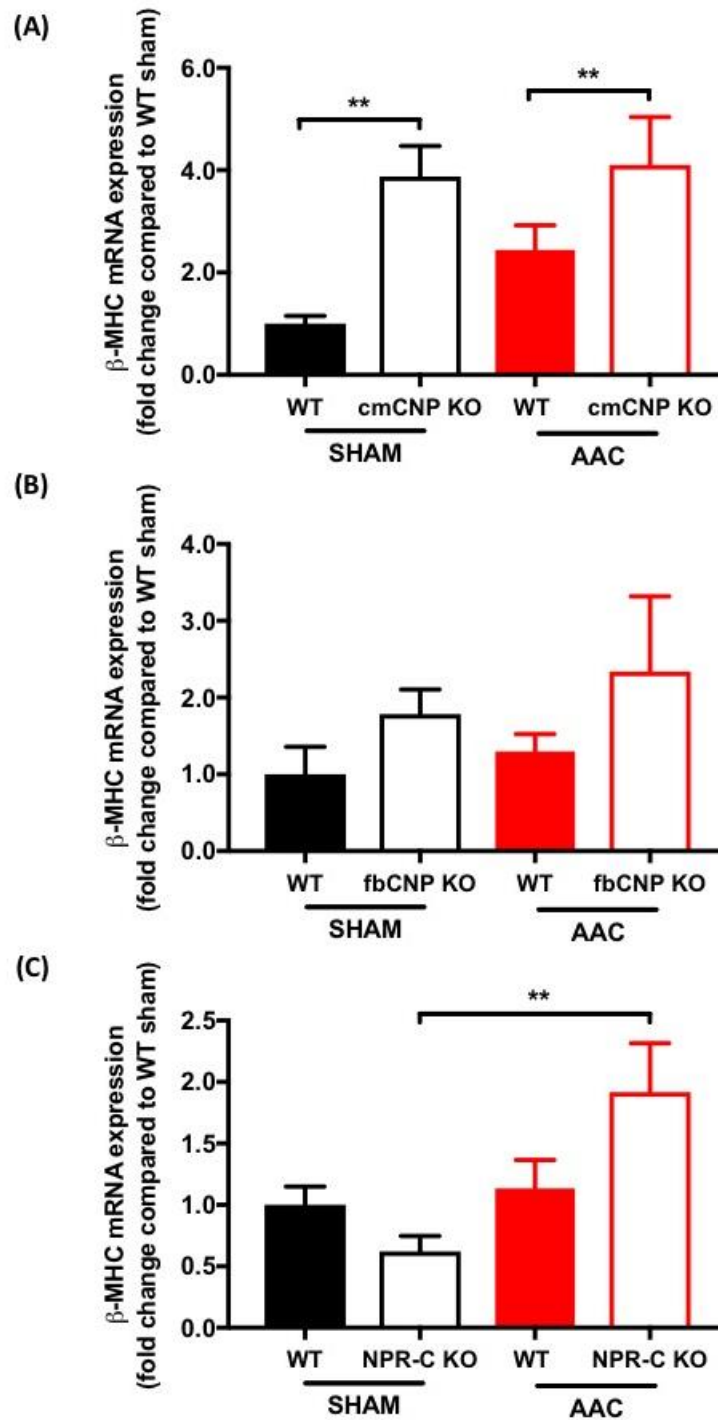 (A)
β-MHC mRNA expression
(fold change compared to WT sham)
6.0
4.0
2.0
0.0
**
**
WT
cmCNP KO
WT
cmCNP KO
SHAM
AAC
(B)
β-MHC mRNA expression
(fold change compared to WT sham)
4.0
3.0
2.0
1.0
0.0
WT
fbCNP KO
WT
fbCNP KO
SHAM
AAC
(C)
β-MHC mRNA expression
(fold change compared to WT sham)
2.5
2.0
1.5
1.0
0.5
0.0
**
WT
NPR-C KO
WT
NPR-C KO
SHAM
AAC